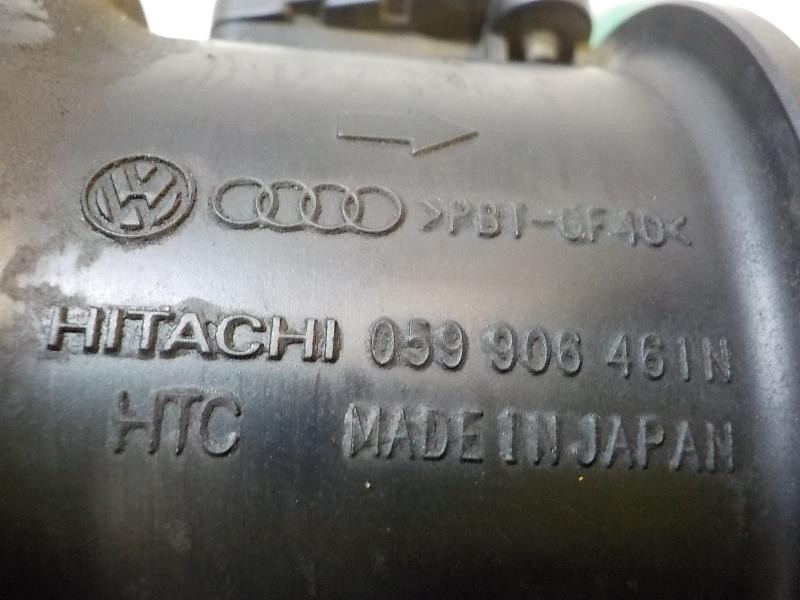 >PBT-GF40<
HITACHI 059 906 461N
HTC MADE IN JAPAN